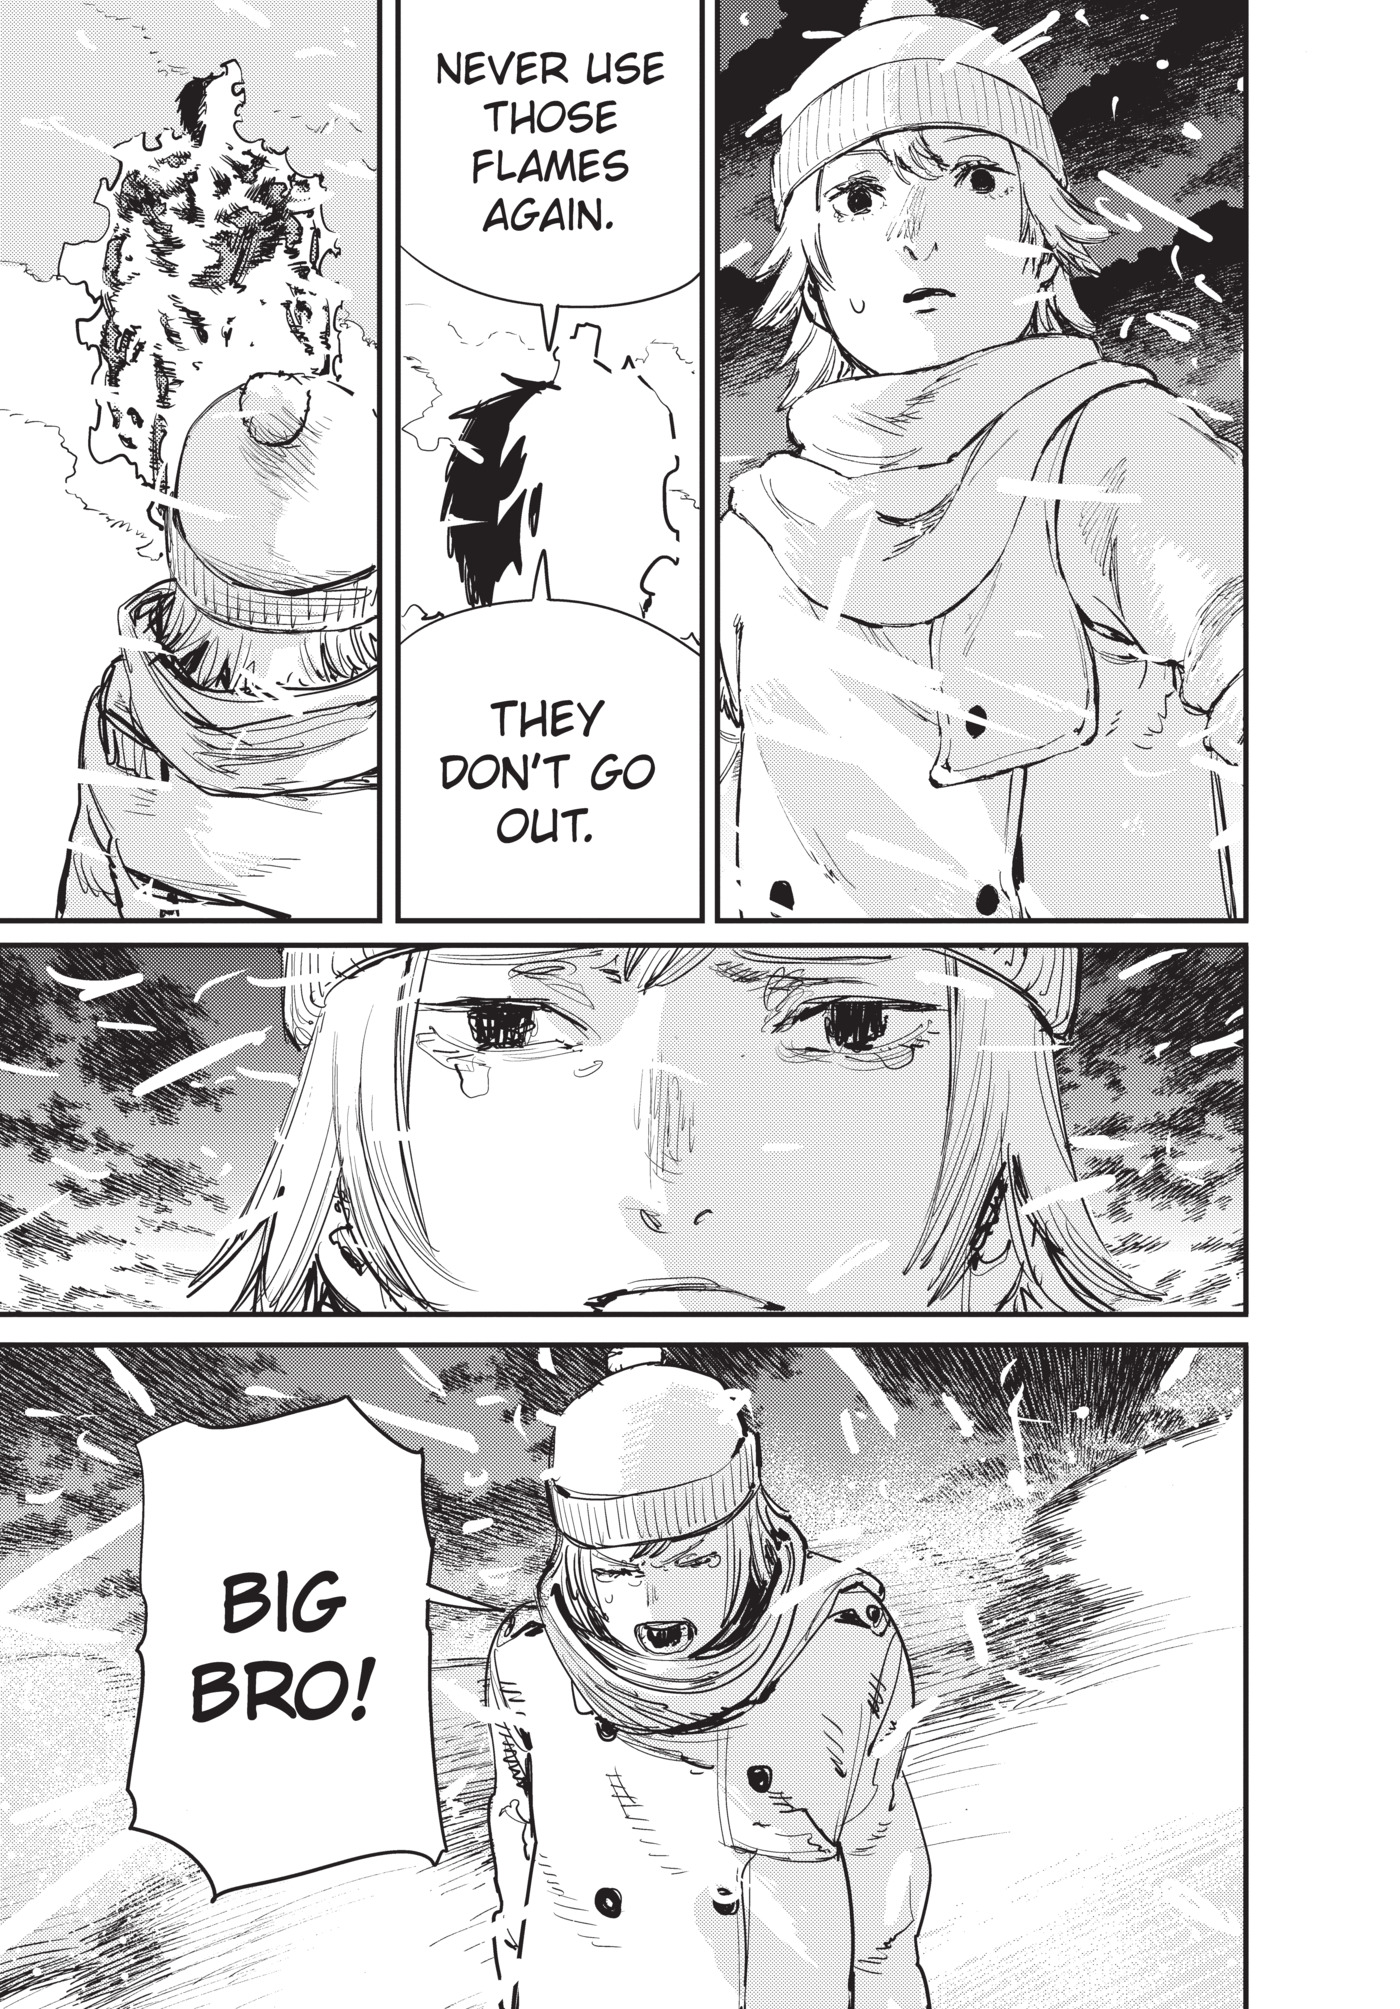 NEVER USE
THOSE
FLAMES
AGAIN.
THEY
DON'T GO
OUT.
BIG
BRO!